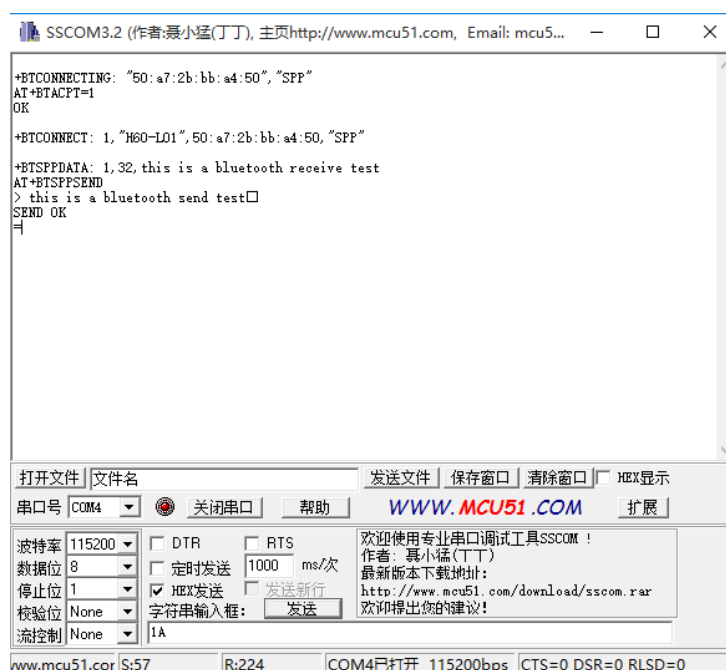 SSCOM3.2 (作者:聂小猛(丁丁), 主页http://www.mcu51.com, Email: mcu5...
+BTCONNECTING: "50:a7:2b:bb:a4:50","SPP"
AT+BTACPT=1
OK
+BTCONNECT: 1,"H60-L01",50:a7:2b:bb:a4:50,"SPP"
+BTSPPDATA: 1,32,this is a bluetooth receive test
AT+BTSPPSEND
> this is a bluetooth send test□
SEND OK
=
打开文件 文件名 发送文件 保存窗口 清除窗口 HEX显示
串口号 COM4 关闭串口 帮助 WWW.MCU51.COM 扩展
波特率 115200 DTR RTS
数据位 8 定时发送 1000 ms/次
停止位 1 HEX发送 发送新行
校验位 None 字符串输入框: 发送
流控制 None 1A
欢迎使用专业串口调试工具SSCOM !
作者: 聂小猛(丁丁)
最新版本下载地址:
http://www.mcu51.com/download/sscom.rar
欢迎提出您的建议!
ww.mcu51.cor S:57 R:224 COM4已打开 115200bps CTS=0 DSR=0 RLSD=0